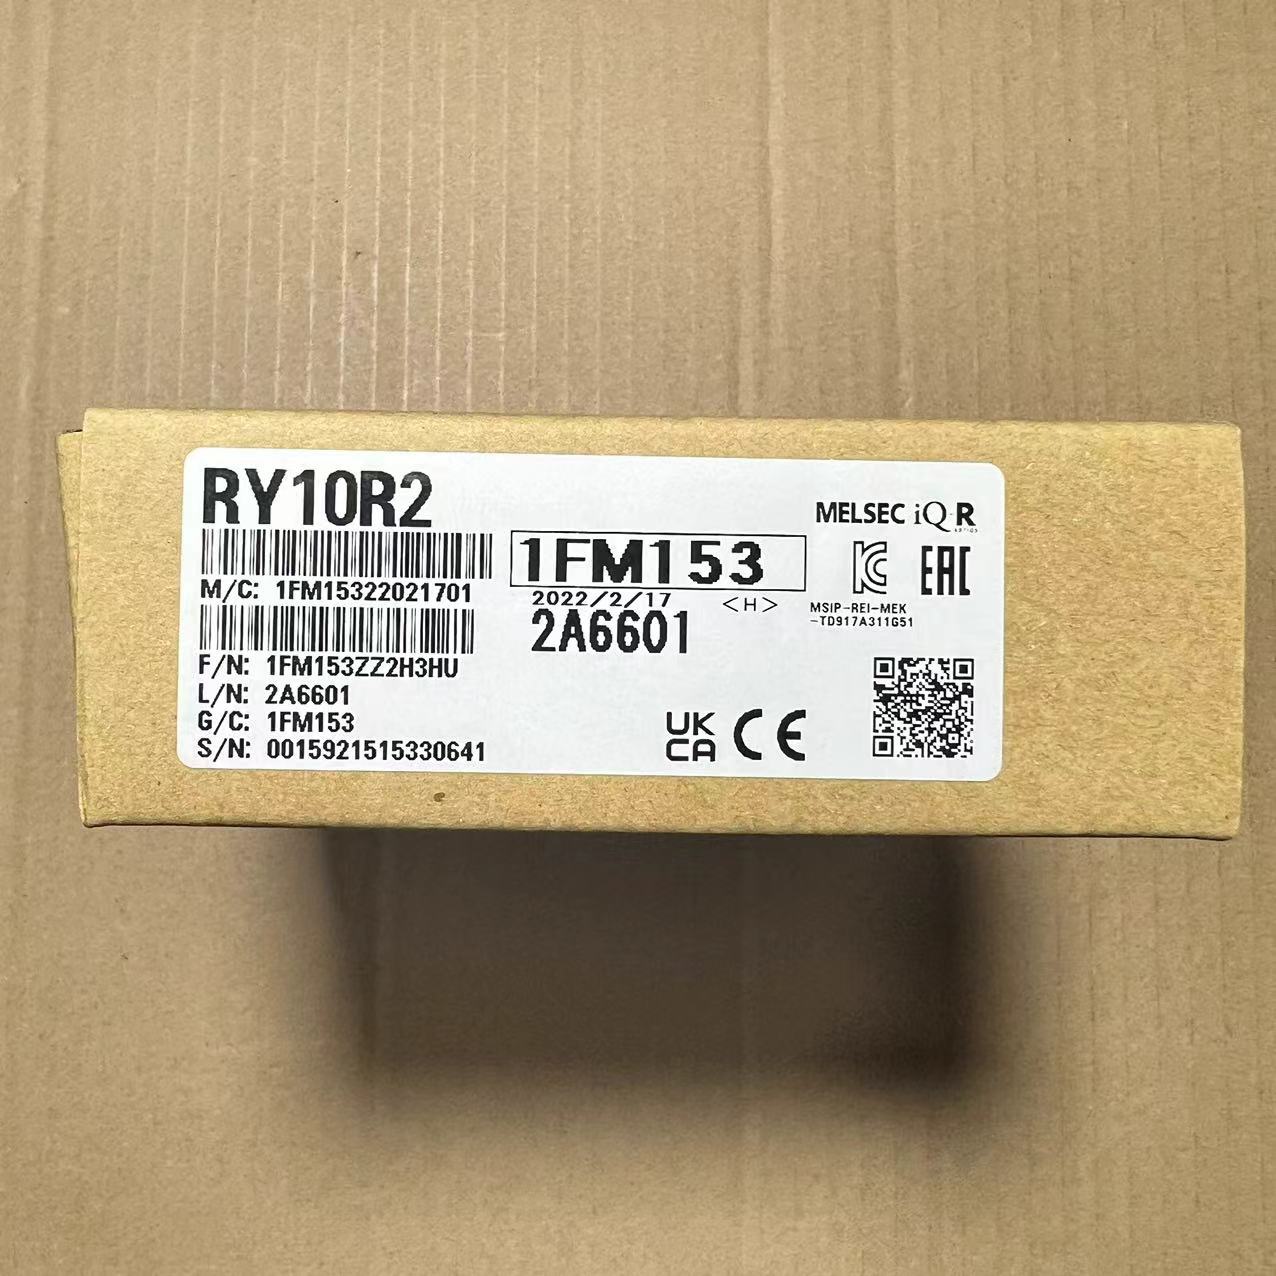 RY10R2
MELSEC iQ-R
1FM153
M/C: 1FM15322021701
2022/2/17 <H>
2A6601
MSIP-REI-MEK
-TD917A311G51
EAC
F/N: 1FM153ZZ2H3HU
L/N: 2A6601
G/C: 1FM153
S/N: 0015921515330641
UK
CA CE